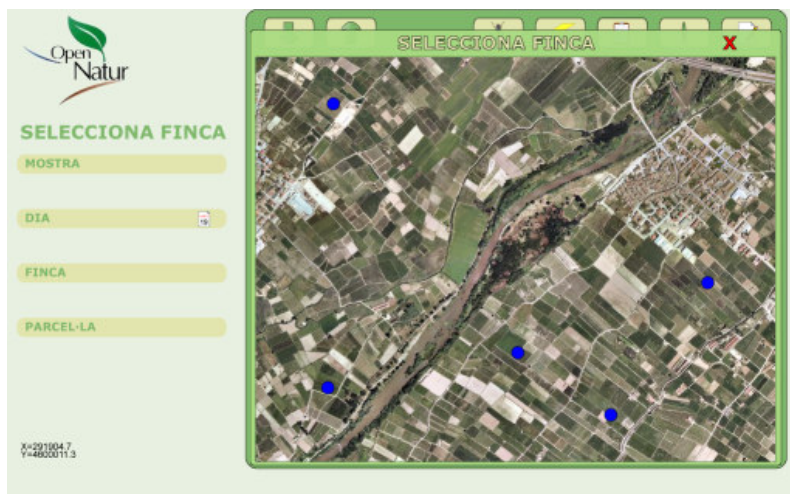 Open
Natur
SELECCIONA FINCA
SELECCIONA FINCA
X
MOSTRA
DIA
FINCA
PARCEL·LA
X=291904.7
Y=4600011.3